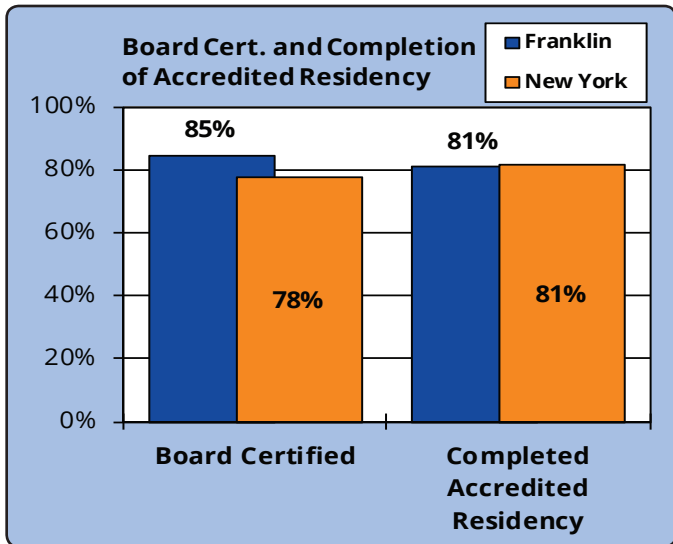 Board Cert. and Completion
of Accredited Residency
Franklin
New York
100%
80%
60%
40%
20%
0%
85%
78%
81%
81%
Board Certified
Completed
Accredited
Residency